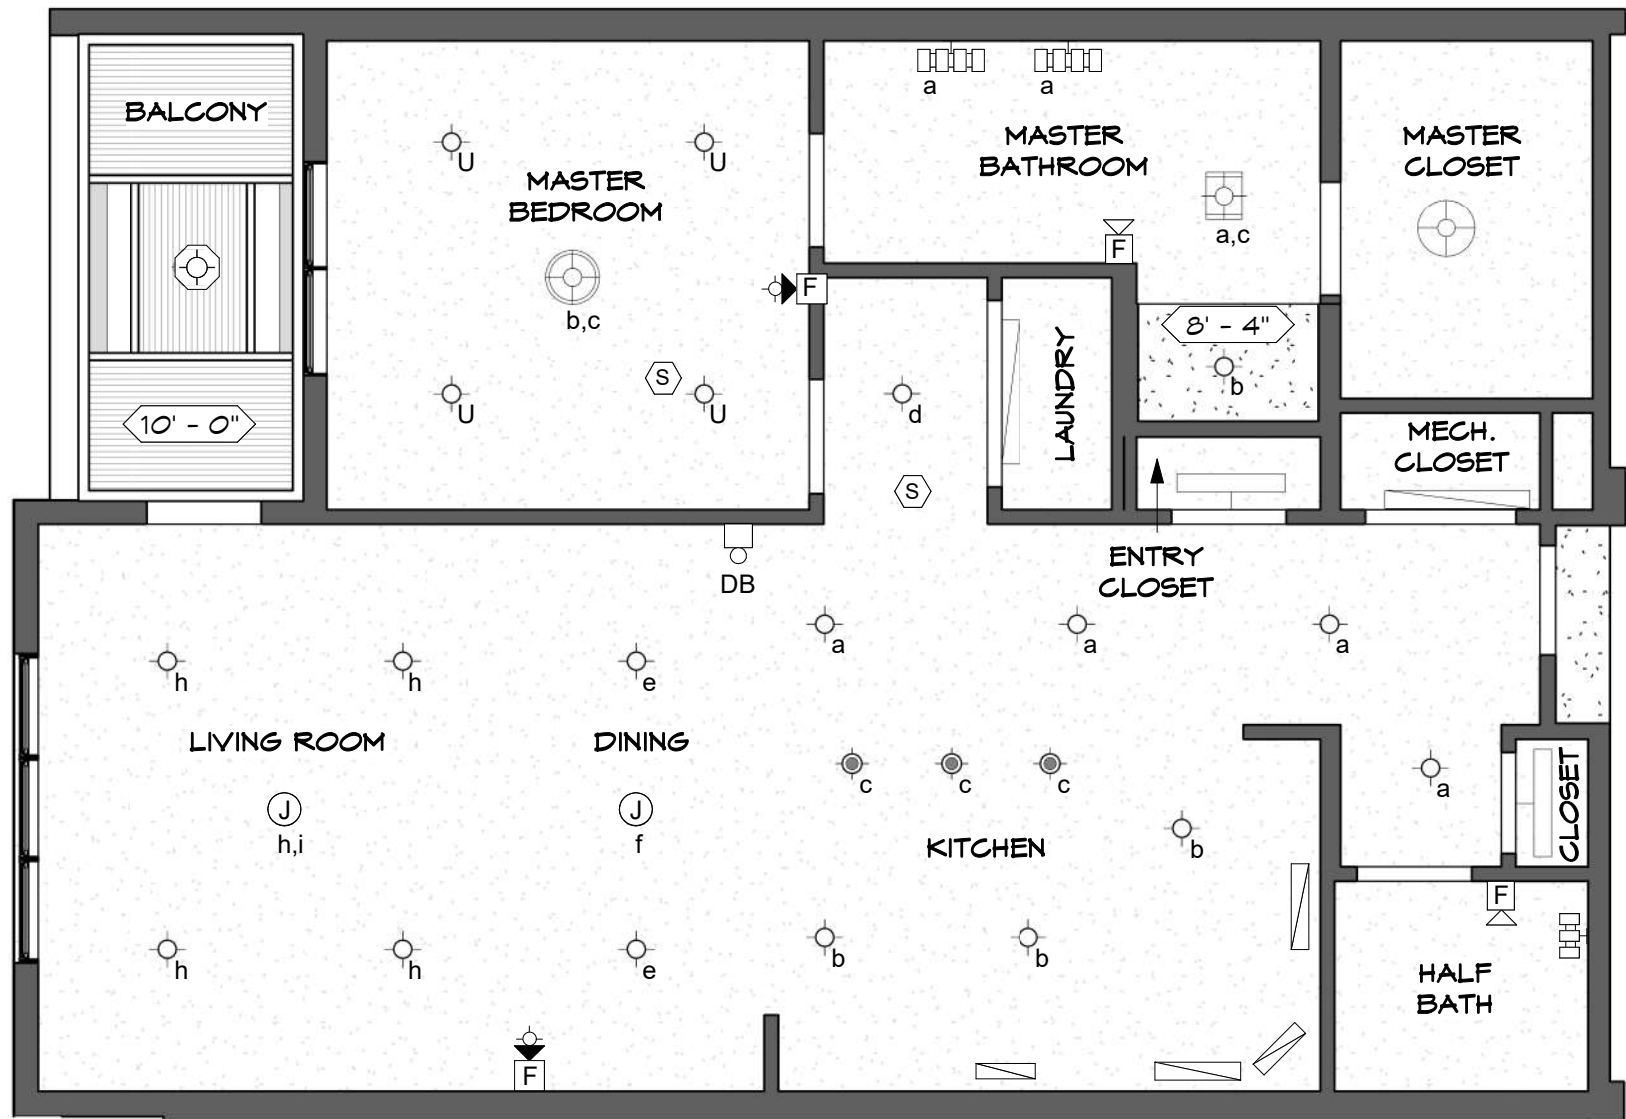 a
a
BALCONY
MASTER
BATHROOM
MASTER
CLOSET
U
U
MASTER
BEDROOM
a,c
F
F
b,c
8' - 4"
S
LAUNDRY
b
U
U
d
10' - 0"
MECH.
CLOSET
S
ENTRY
CLOSET
DB
a
a
a
h
h
e
LIVING ROOM
DINING
c
c
c
a
CLOSET
J
h,i
J
f
KITCHEN
b
F
h
h
e
b
b
HALF
BATH
F